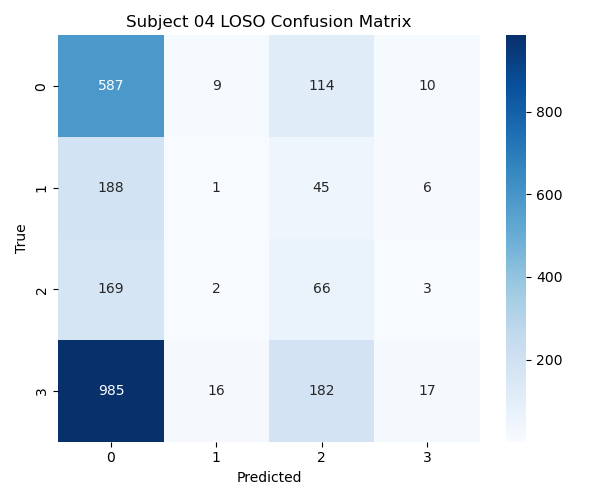 Subject 04 LOSO Confusion Matrix
0 587 9 114 10
1 188 1 45 6
2 169 2 66 3
3 985 16 182 17
0 1 2 3
True
Predicted
800
600
400
200